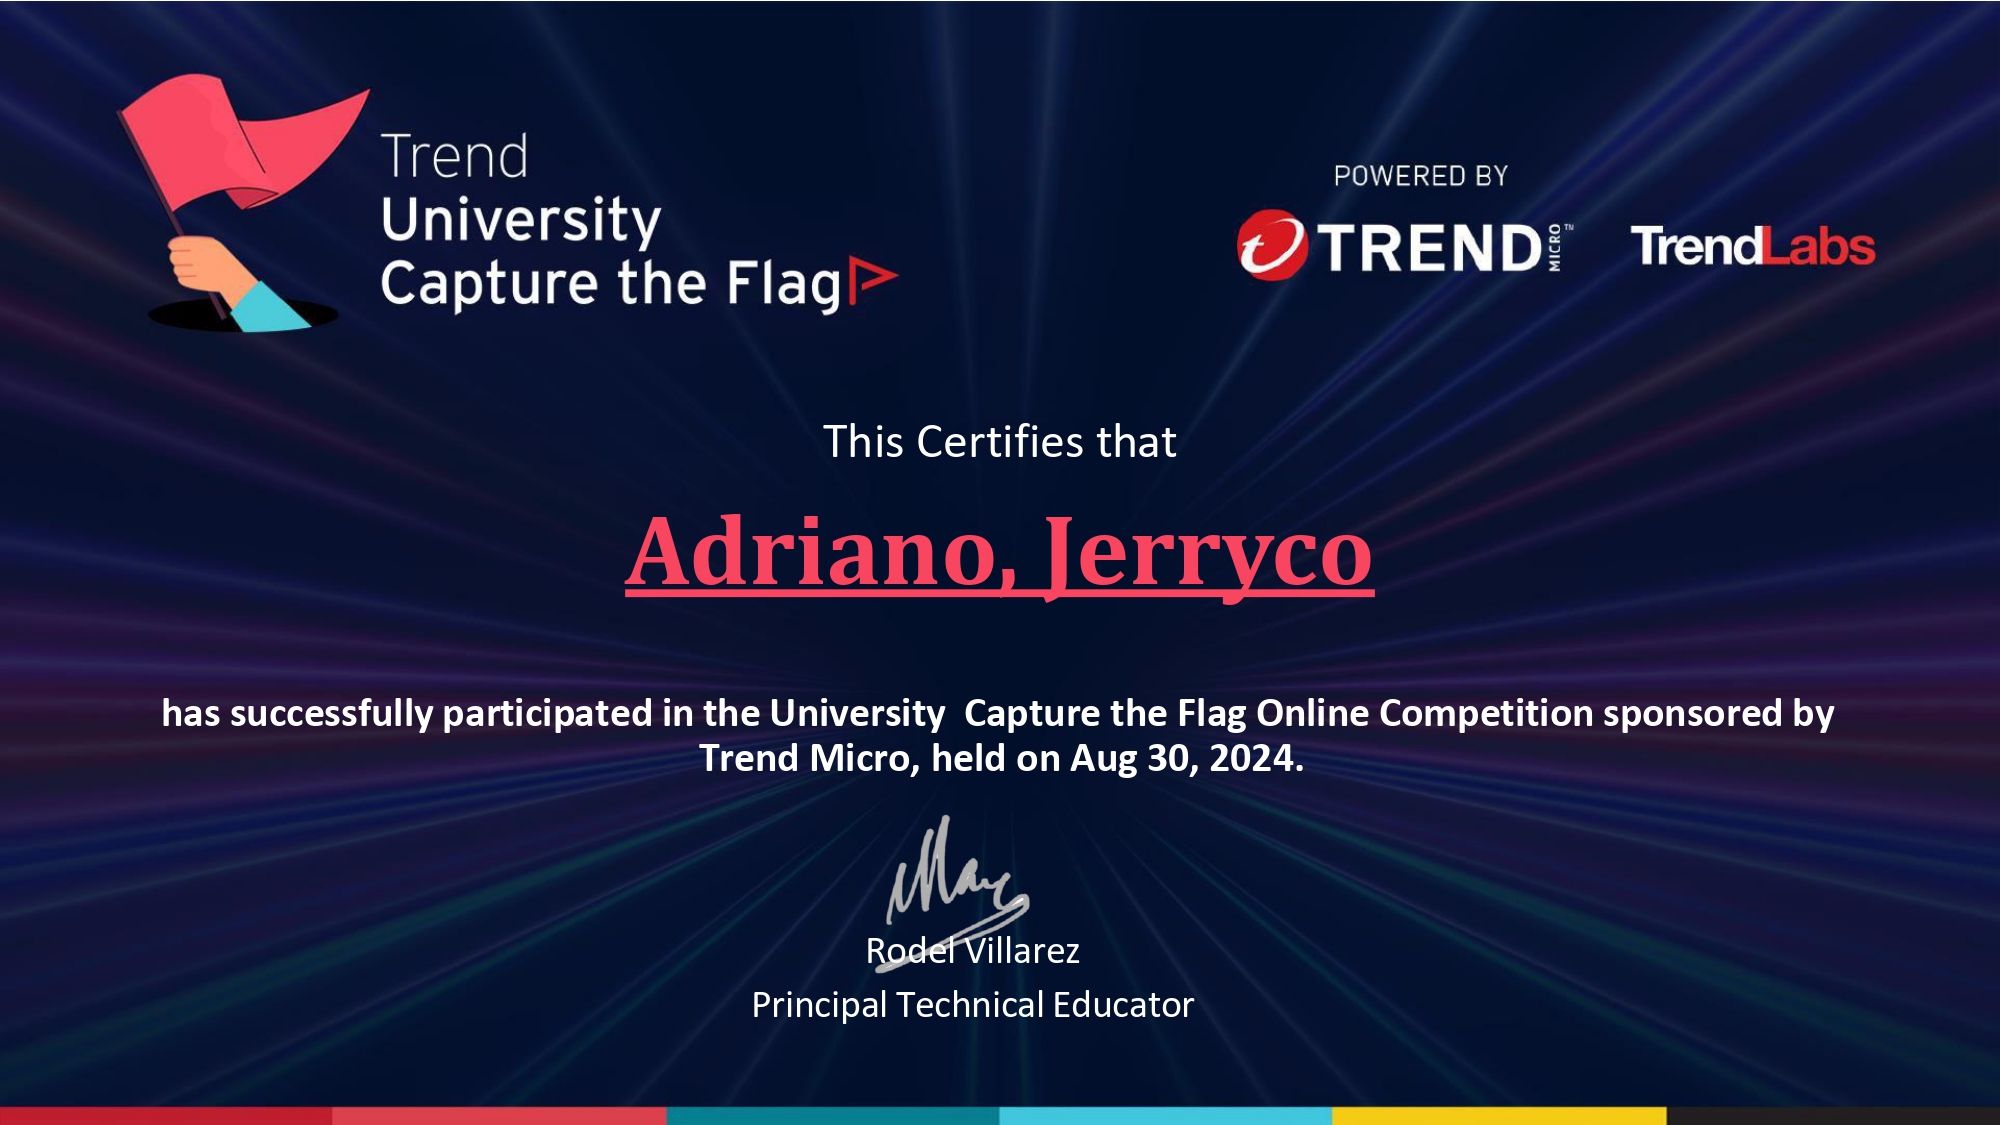 Trend
University
Capture the Flag
POWERED BY
TREND MICRO™ TrendLabs
This Certifies that
Adriano, Jerryco
has successfully participated in the University  Capture the Flag Online Competition sponsored by
Trend Micro, held on Aug 30, 2024.
Rodel Villarez
Principal Technical Educator